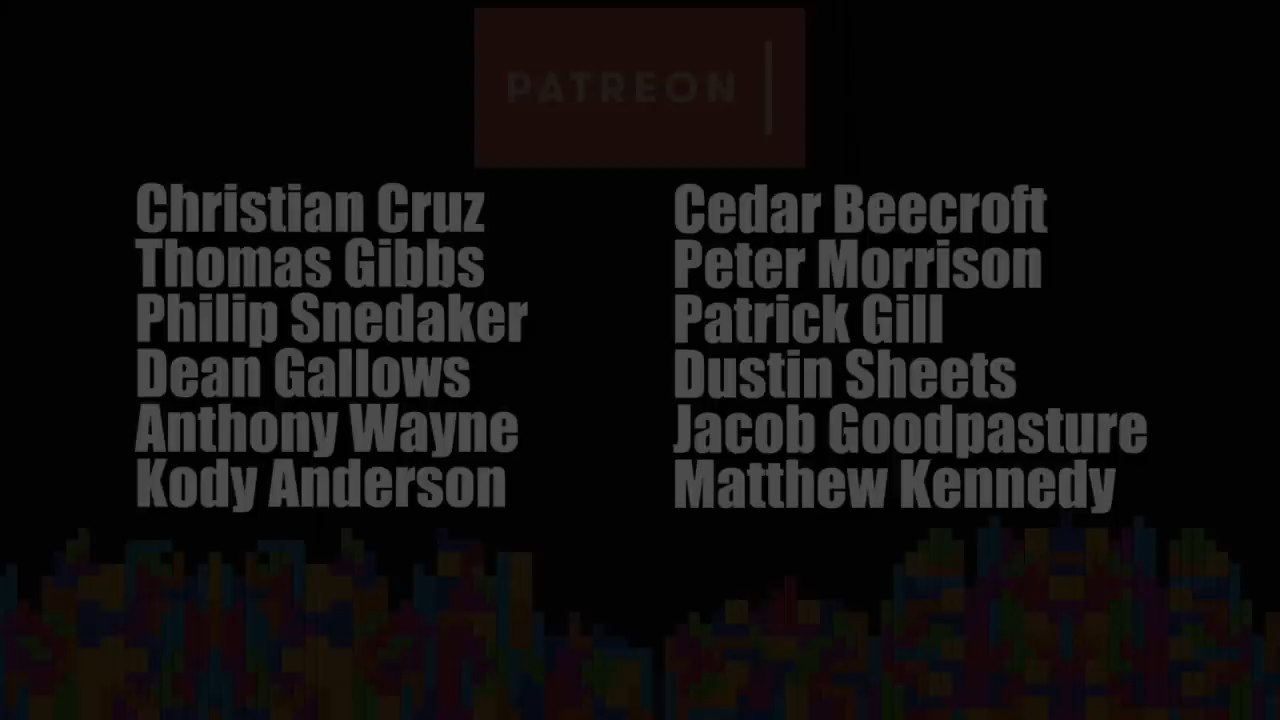 PATREON
Christian Cruz
Thomas Gibbs
Philip Snedaker
Dean Gallows
Anthony Wayne
Kody Anderson
Cedar Beecroft
Peter Morrison
Patrick Gill
Dustin Sheets
Jacob Goodpasture
Matthew Kennedy